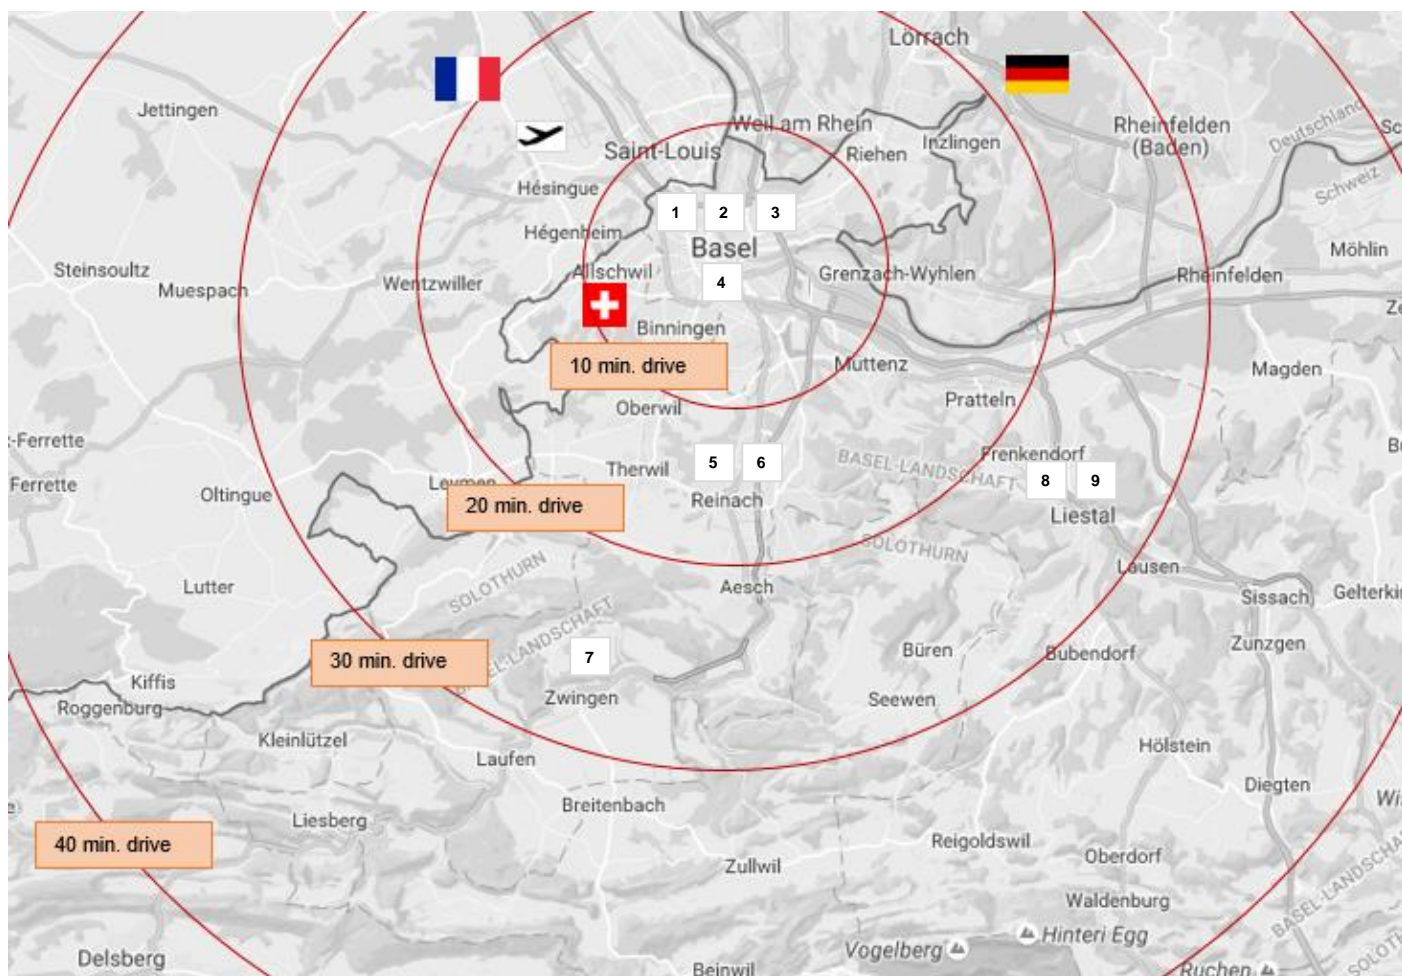 Lörrach
Jettingen
Weil am Rhein
Rheinfelden
(Baden)
Deutschland
Saint-Louis
Riehen
Inzlingen
Schweiz
Hésingue
1
2
3
Hégenheim
Basel
Möhlin
Steinsoultz
Allschwil
Grenzach-Wyhlen
Rheinfelden
Muespach
Wentzwiller
4
Binningen
10 min. drive
Muttenz
Magden
Oberwil
Pratteln
-Ferrette
Frenkendorf
BASEL-LANDSCHAFT
5
6
Therwil
Ferrette
Oltingue
Leymen
8
9
Reinach
20 min. drive
Liestal
SOLOTHURN
SOLOTHURN
Lausen
Lutter
Aesch
Sissach
Gelterki
BASEL-LANDSCHAFT
Zunzgen
30 min. drive
7
Büren
Bubendorf
Kiffis
Zwingen
Seewen
Roggenburg
Kleinlützel
Laufen
Hölstein
Diegten
Breitenbach
Liesberg
40 min. drive
Reigoldswil
Oberdorf
Zullwil
Waldenburg
BASEL-LANDSCHA
SOLOTH
Delsberg
Vogelberg
Hinteri Egg
Beinwil
Ruchen